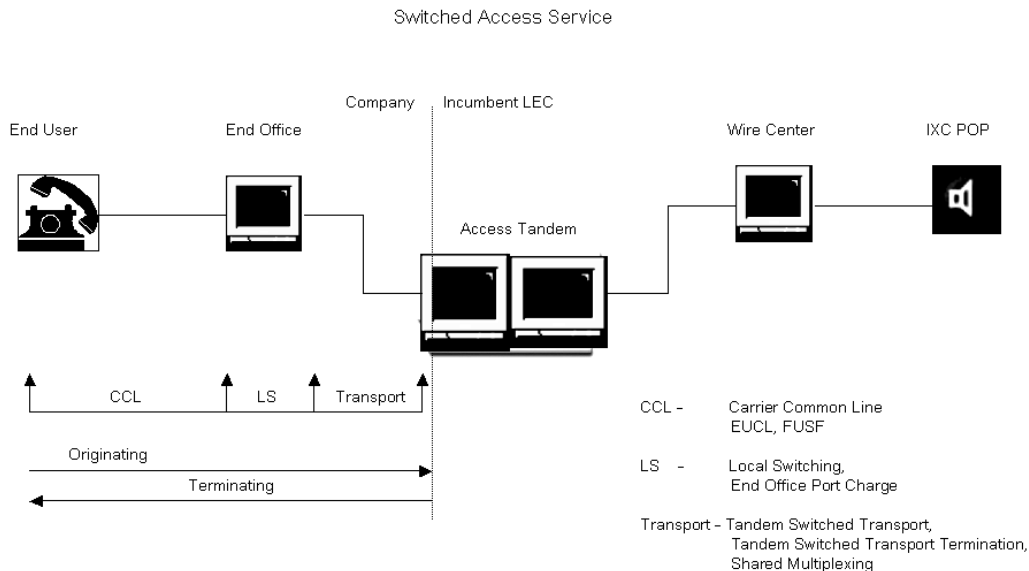 Switched Access Service
Company
Incumbent LEC
End User
End Office
Wire Center
IXC POP
Access Tandem
CCL
LS
Transport
Originating
Terminating
CCL - Carrier Common Line
EUCL, FUSF
LS - Local Switching,
End Office Port Charge
Transport - Tandem Switched Transport,
Tandem Switched Transport Termination,
Shared Multiplexing